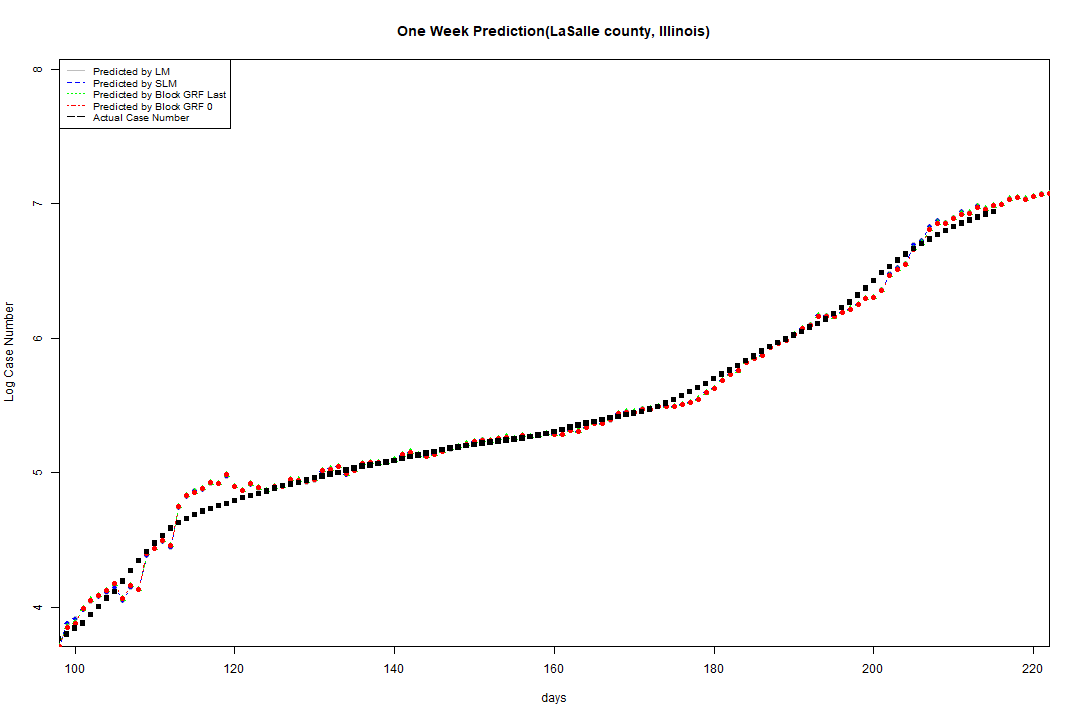 One Week Prediction(LaSalle county, Illinois)
Predicted by LM
Predicted by SLM
Predicted by Block GRF Last
Predicted by Block GRF 0
Actual Case Number
8
7
6
5
4
Log Case Number
100 120 140 160 180 200 220
days